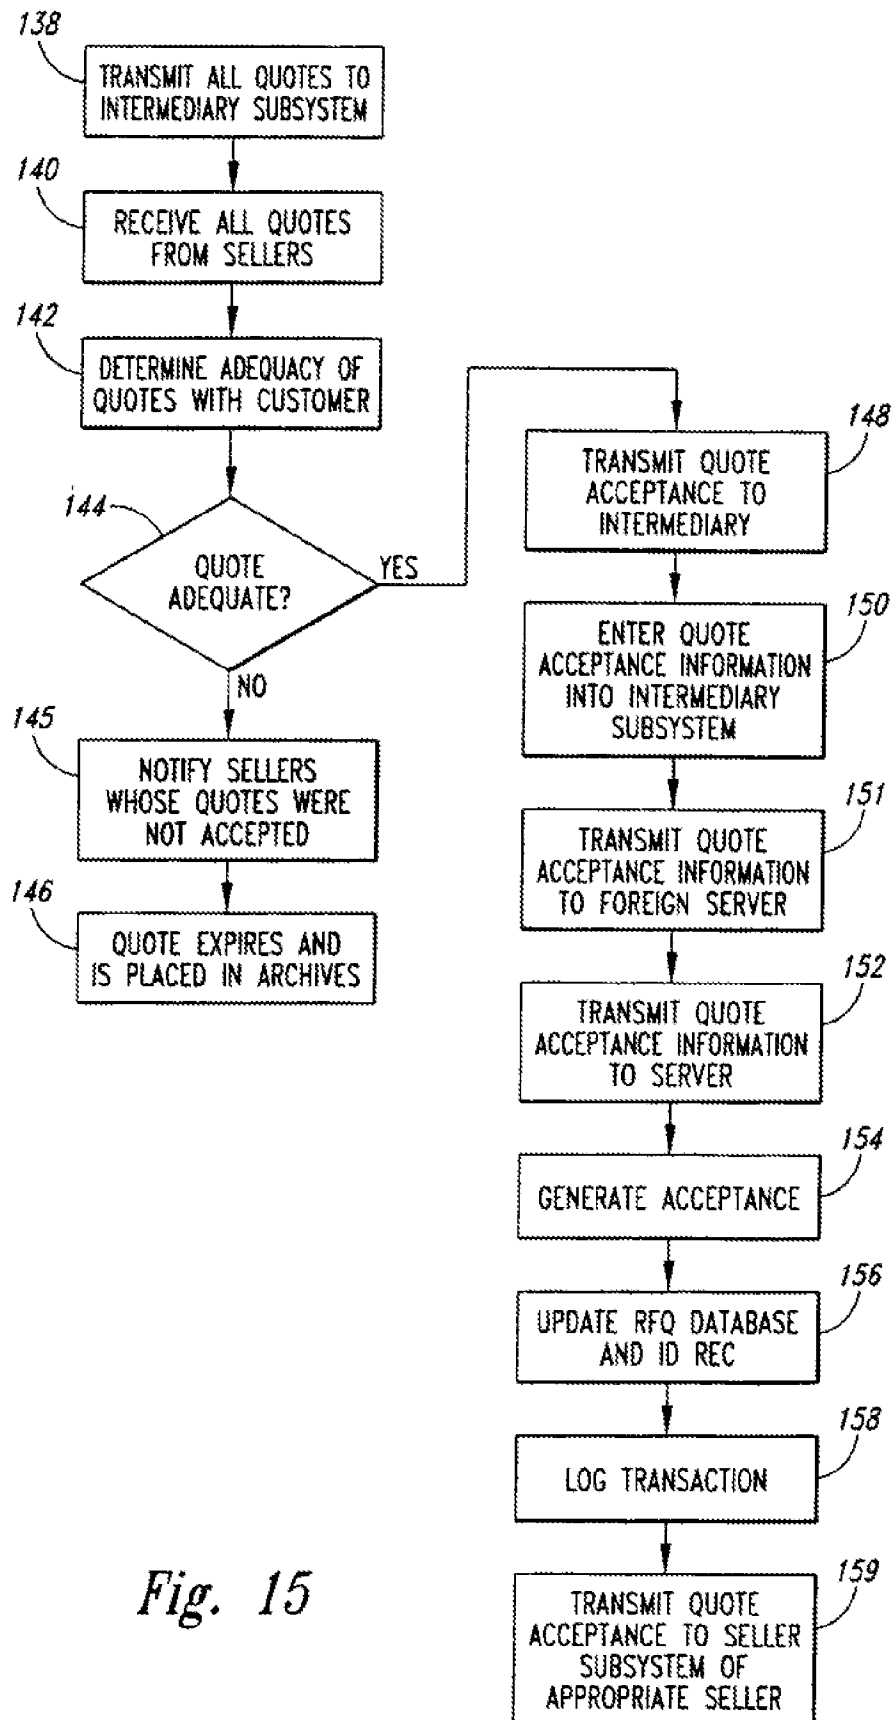 138
TRANSMIT ALL QUOTES TO
INTERMEDIARY SUBSYSTEM
140
RECEIVE ALL QUOTES
FROM SELLERS
142
DETERMINE ADEQUACY OF
QUOTES WITH CUSTOMER
144
QUOTE
ADEQUATE?
YES
NO
145
NOTIFY SELLERS
WHOSE QUOTES WERE
NOT ACCEPTED
146
QUOTE EXPIRES AND
IS PLACED IN ARCHIVES
148
TRANSMIT QUOTE
ACCEPTANCE TO
INTERMEDIARY
150
ENTER QUOTE
ACCEPTANCE INFORMATION
INTO INTERMEDIARY
SUBSYSTEM
151
TRANSMIT QUOTE
ACCEPTANCE INFORMATION
TO FOREIGN SERVER
152
TRANSMIT QUOTE
ACCEPTANCE INFORMATION
TO SERVER
154
GENERATE ACCEPTANCE
156
UPDATE RFQ DATABASE
AND ID REC
158
LOG TRANSACTION
159
TRANSMIT QUOTE
ACCEPTANCE TO SELLER
SUBSYSTEM OF
APPROPRIATE SELLER
Fig. 15